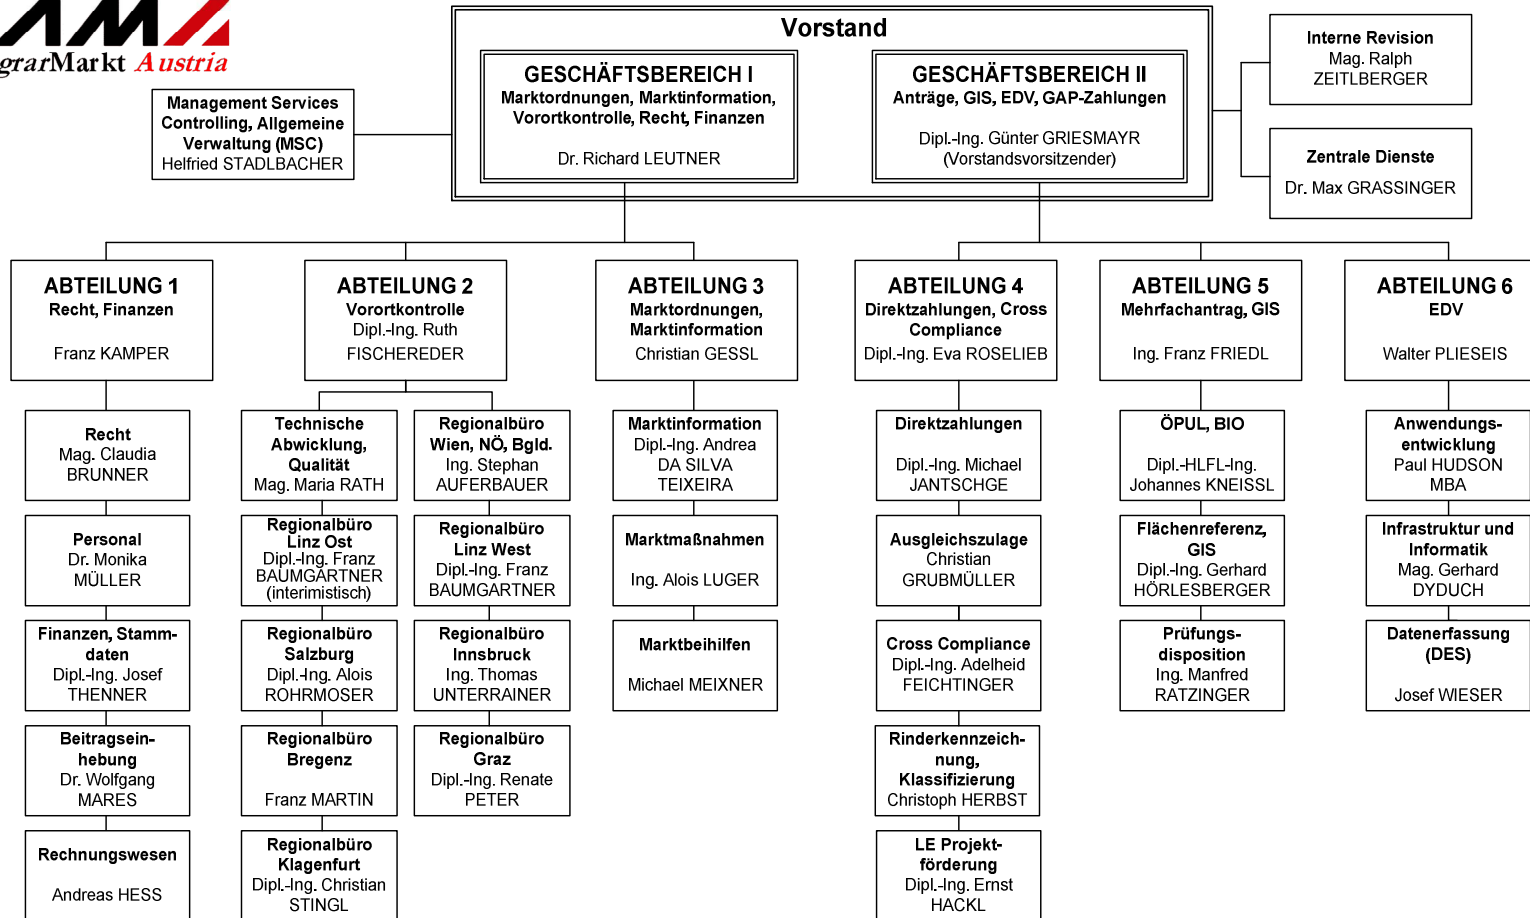 AMA
grarMarkt Austria
Vorstand
GESCHÄFTSBEREICH I
Marktordnungen, Marktinformation,
Vorortkontrolle, Recht, Finanzen
Dr. Richard LEUTNER
GESCHÄFTSBEREICH II
Anträge, GIS, EDV, GAP-Zahlungen
Dipl.-Ing. Günter GRIESMAYR
(Vorstandsvorsitzender)
Interne Revision
Mag. Ralph
ZEITLBERGER
Management Services
Controlling, Allgemeine
Verwaltung (MSC)
Helfried STADLBACHER
Zentrale Dienste
Dr. Max GRASSINGER
ABTEILUNG 1
Recht, Finanzen
Franz KAMPER
ABTEILUNG 2
Vorortkontrolle
Dipl.-Ing. Ruth
FISCHEREDER
ABTEILUNG 3
Marktordnungen,
Marktinformation
Christian GESSL
ABTEILUNG 4
Direktzahlungen, Cross
Compliance
Dipl.-Ing. Eva ROSELIEB
ABTEILUNG 5
Mehrfachantrag, GIS
Ing. Franz FRIEDL
ABTEILUNG 6
EDV
Walter PLIESEIS
Recht
Mag. Claudia
BRUNNER
Personal
Dr. Monika
MÜLLER
Finanzen, Stamm-
daten
Dipl.-Ing. Josef
THENNER
Beitragsein-
hebung
Dr. Wolfgang
MARES
Rechnungswesen
Andreas HESS
Technische
Abwicklung,
Qualität
Mag. Maria RATH
Regionalbüro
Linz Ost
Dipl.-Ing. Franz
BAUMGARTNER
(interimistisch)
Regionalbüro
Salzburg
Dipl.-Ing. Alois
ROHRMOSER
Regionalbüro
Bregenz
Franz MARTIN
Regionalbüro
Klagenfurt
Dipl.-Ing. Christian
STINGL
Regionalbüro
Wien, NÖ, Bgld.
Ing. Stephan
AUFERBAUER
Regionalbüro
Linz West
Dipl.-Ing. Franz
BAUMGARTNER
Regionalbüro
Innsbruck
Ing. Thomas
UNTERRAINER
Regionalbüro
Graz
Dipl.-Ing. Renate
PETER
Marktinformation
Dipl.-Ing. Andrea
DA SILVA
TEIXEIRA
Marktmaßnahmen
Ing. Alois LUGER
Marktbeihilfen
Michael MEIXNER
Direktzahlungen
Dipl.-Ing. Michael
JANTSCHGE
Ausgleichszulage
Christian
GRUBMÜLLER
Cross Compliance
Dipl.-Ing. Adelheid
FEICHTINGER
Rinderkennzeich-
nung,
Klassifizierung
Christoph HERBST
LE Projekt-
förderung
Dipl.-Ing. Ernst
HACKL
ÖPUL, BIO
Dipl.-HLFL-Ing.
Johannes KNEISSL
Flächenreferenz,
GIS
Dipl.-Ing. Gerhard
HÖRLESBERGER
Prüfungs-
disposition
Ing. Manfred
RATZINGER
Anwendungs-
entwicklung
Paul HUDSON
MBA
Infrastruktur und
Informatik
Mag. Gerhard
DYDUCH
Datenerfassung
(DES)
Josef WIESER